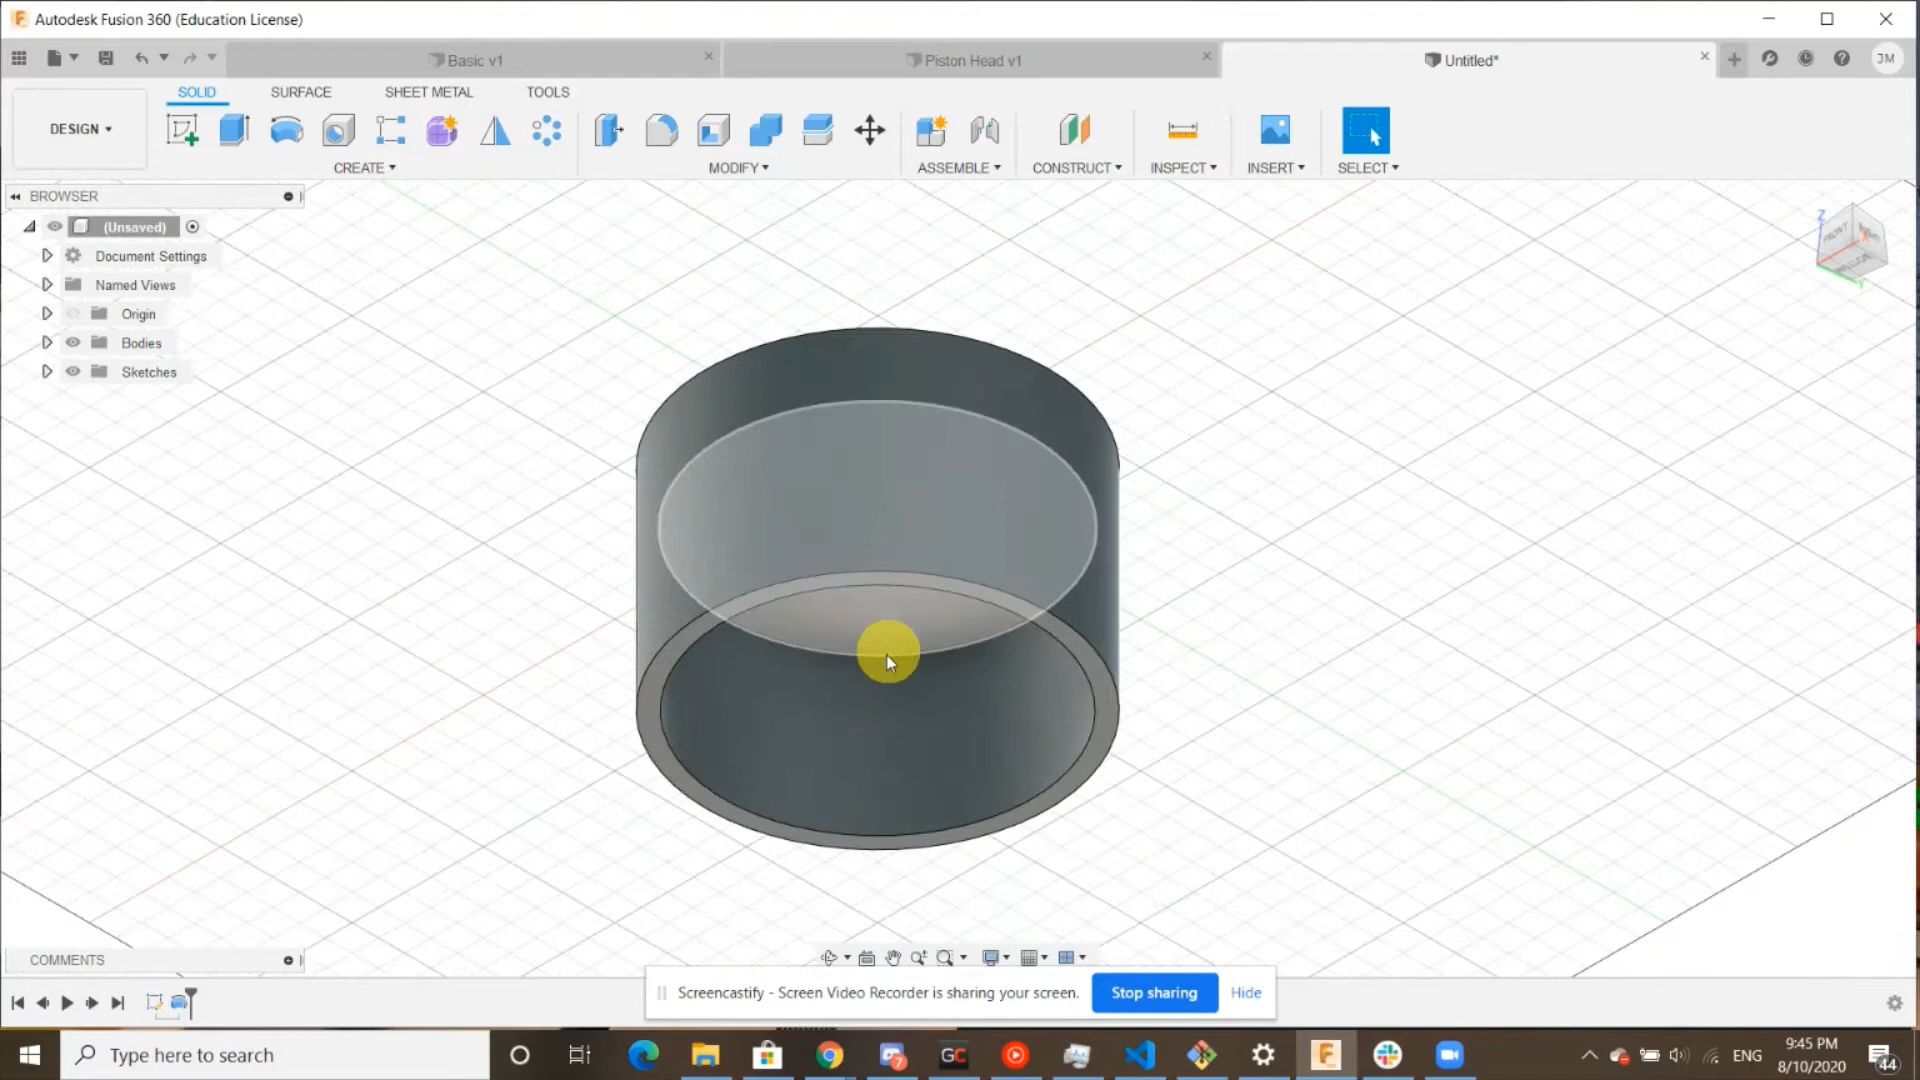 Autodesk Fusion 360 (Education License)
Basic v1
Piston Head v1
Untitled*
JM
DESIGN
SOLID
SURFACE
SHEET METAL
TOOLS
CREATE
MODIFY
ASSEMBLE
CONSTRUCT
INSPECT
INSERT
SELECT
BROWSER
(Unsaved)
Document Settings
Named Views
Origin
Bodies
Sketches
Z
FRONT
X
Y
COMMENTS
Screencastify - Screen Video Recorder is sharing your screen.
Stop sharing
Hide
Type here to search
7
GC
ENG
9:45 PM
8/10/2020
44